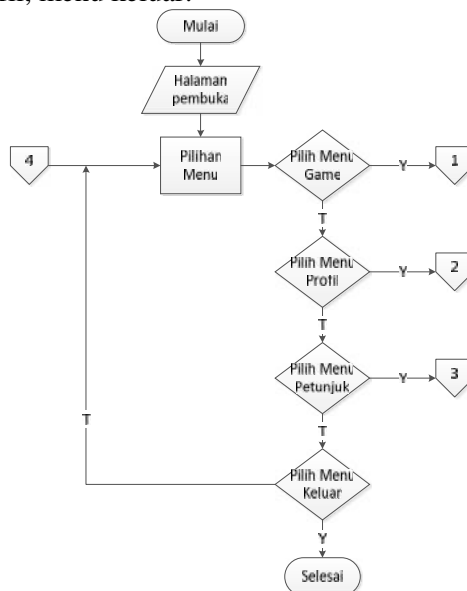 Mulai
Halaman
pembuka
4
Pilihan
Menu
Pilih Menu
Game
Y
1
T
Pilih Menu
Profil
Y
2
T
Pilih Menu
Petunjuk
Y
3
T
T
Pilih Menu
Keluar
Y
Selesai